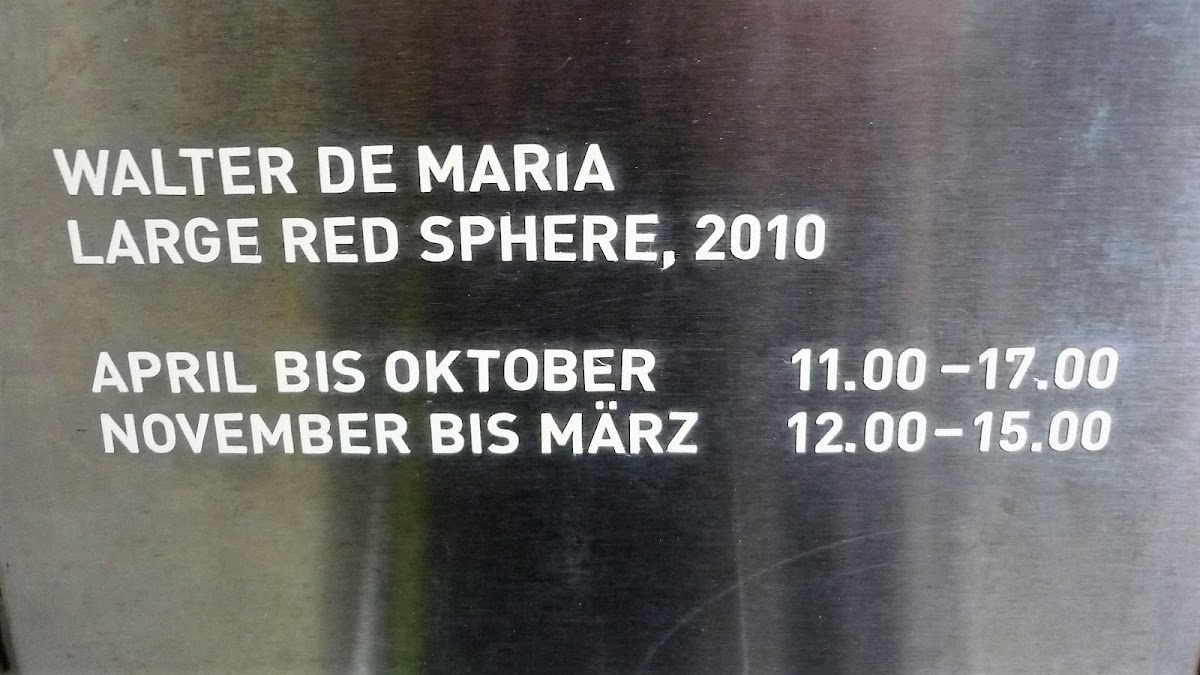 WALTER DE MARIA
LARGE RED SPHERE, 2010
APRIL BIS OKTOBER 11.00–17.00
NOVEMBER BIS MÄRZ 12.00–15.00